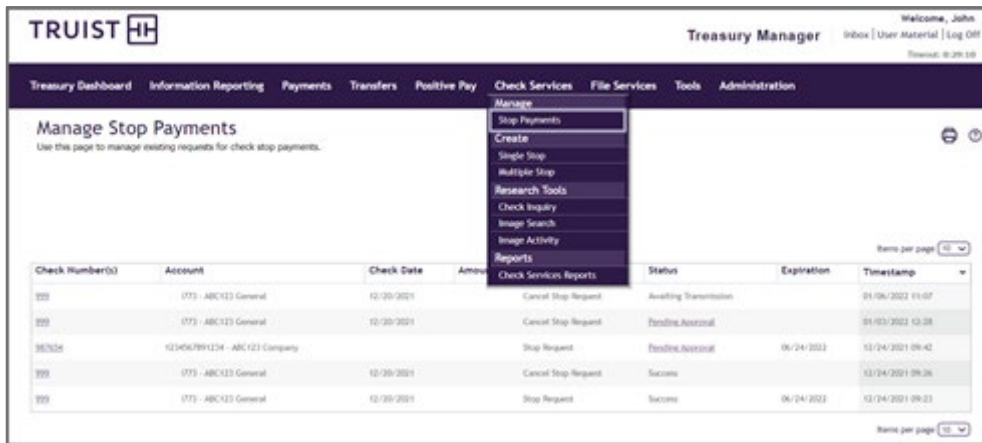 TRUIST
Welcome, John
Treasury Manager
Inbox | User Material | Log Off
Timeout: 0:29:10
Treasury Dashboard Information Reporting Payments Transfers Positive Pay Check Services File Services Tools Administration
Manage
Stop Payments
Create
Single Stop
Multiple Stop
Research Tools
Check Inquiry
Image Search
Image Activity
Reports
Check Services Reports
Manage Stop Payments
Use this page to manage existing requests for check stop payments.
Items per page 10
Check Number(s) Account Check Date Amou Status Expiration Timestamp
999 1773 - ABC123 General 12/20/2021 Cancel Stop Request Awaiting Transmission 01/06/2022 11:07
999 1773 - ABC123 General 12/20/2021 Cancel Stop Request Pending Approval 01/03/2022 12:28
987654 1234567891234 - ABC123 Company Stop Request Pending Approval 06/24/2022 12/24/2021 09:42
999 1773 - ABC123 General 12/20/2021 Cancel Stop Request Success 12/24/2021 09:26
999 1773 - ABC123 General 12/20/2021 Stop Request Success 06/24/2022 12/24/2021 09:23
Items per page 10